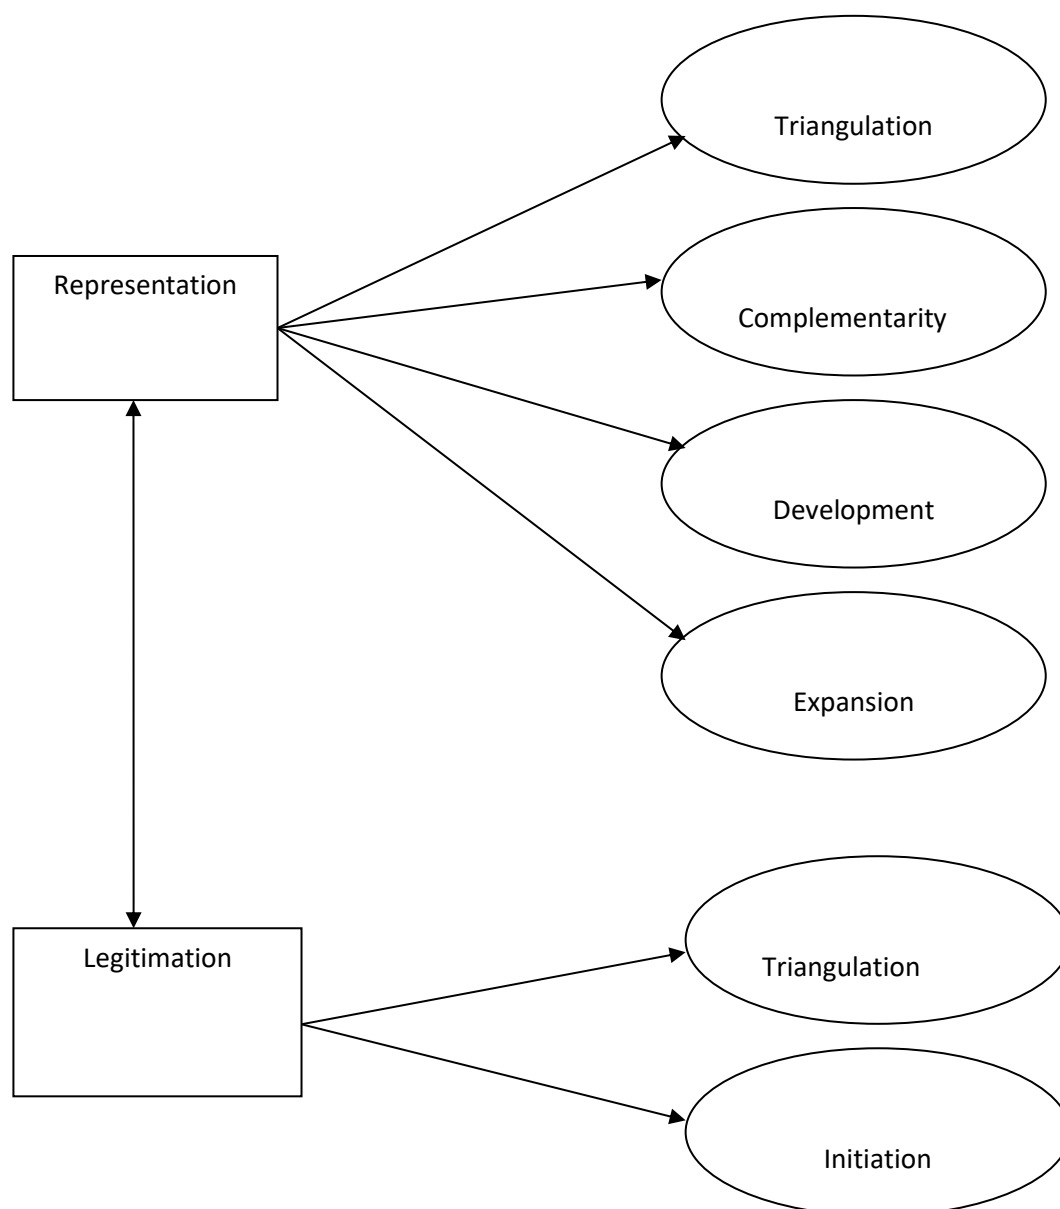 Triangulation
Representation
Complementarity
Development
Expansion
Legitimation
Triangulation
Initiation